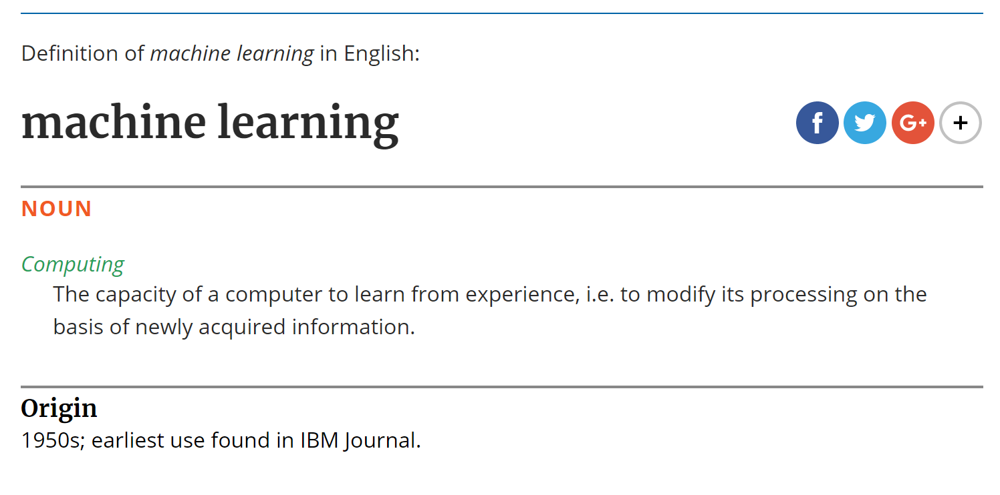 Definition of machine learning in English:
machine learning
f G+ +
NOUN
Computing
The capacity of a computer to learn from experience, i.e. to modify its processing on the
basis of newly acquired information.
Origin
1950s; earliest use found in IBM Journal.